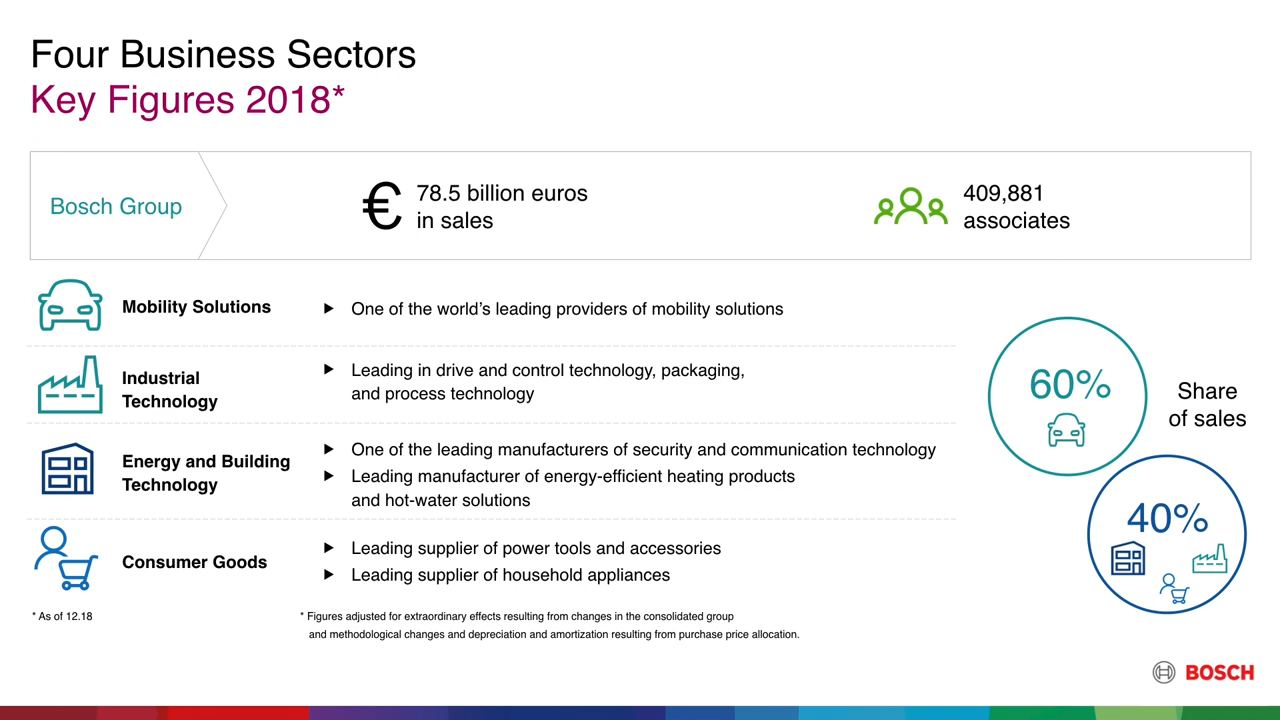 Four Business Sectors
Key Figures 2018*
Bosch Group
€
78.5 billion euros
in sales
409,881
associates
Mobility Solutions
▶ One of the world’s leading providers of mobility solutions
Industrial
Technology
▶ Leading in drive and control technology, packaging,
and process technology
Energy and Building
Technology
▶ One of the leading manufacturers of security and communication technology
▶ Leading manufacturer of energy-efficient heating products
and hot-water solutions
Consumer Goods
▶ Leading supplier of power tools and accessories
▶ Leading supplier of household appliances
60%
Share
of sales
40%
* As of 12.18
* Figures adjusted for extraordinary effects resulting from changes in the consolidated group
and methodological changes and depreciation and amortization resulting from purchase price allocation.
BOSCH